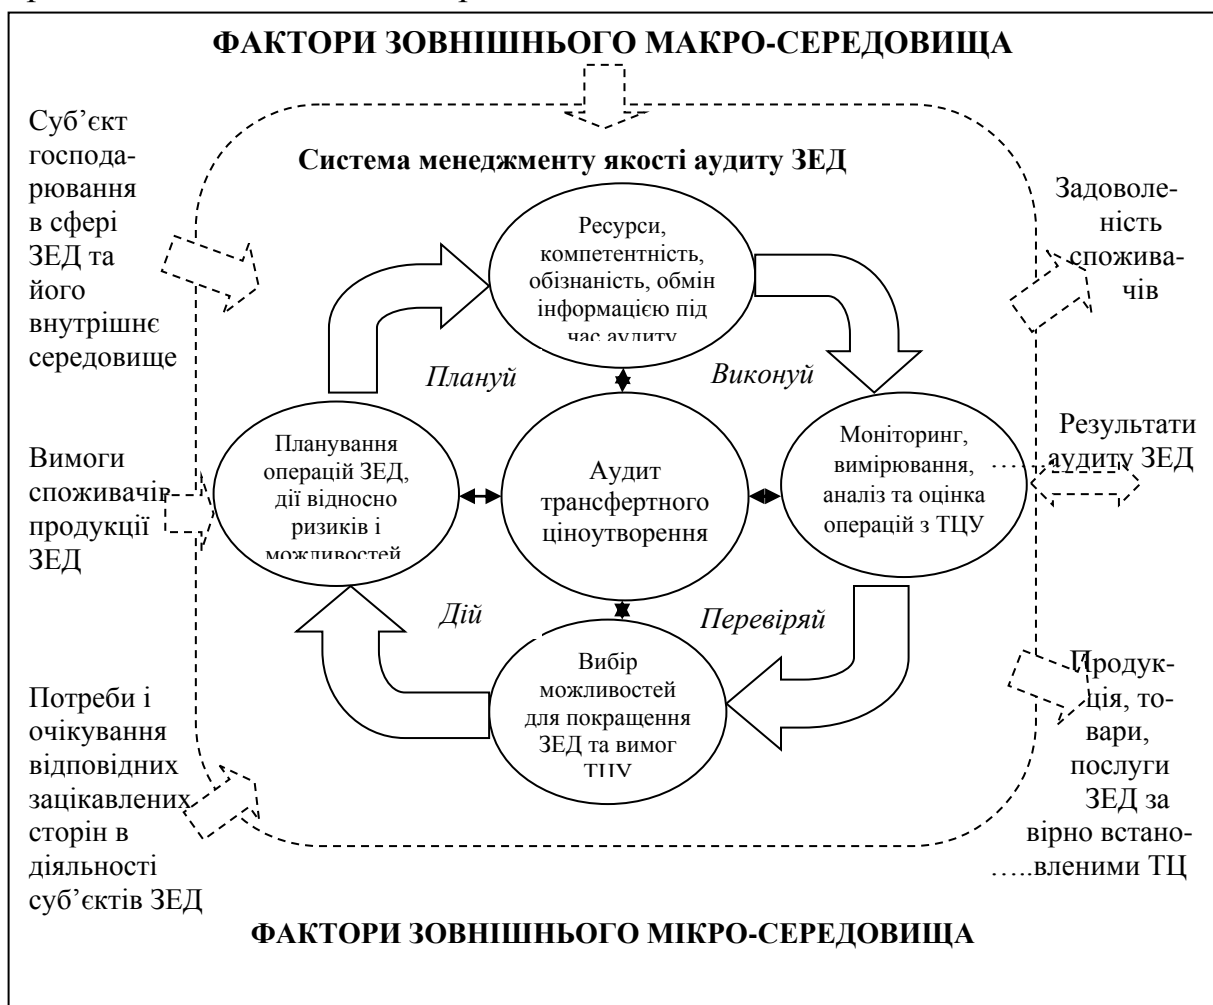 ФАКТОРИ ЗОВНІШНЬОГО МАКРО-СЕРЕДОВИЩА
Суб’єкт
господа-
рювання
в сфері
ЗЕД та
його
внутрішнє
середовище
Вимоги
споживачів
продукції
ЗЕД
Потреби і
очікування
відповідних
зацікавлених
сторін в
діяльності
суб’єктів ЗЕД
Система менеджменту якості аудиту ЗЕД
Ресурси,
компетентність,
обізнаність, обмін
інформацією під
час аудиту
Плануй
Виконуй
Планування
операцій ЗЕД,
дії відносно
ризиків і
можливостей
Аудит
трансфертного
ціноутворення
Моніторинг,
вимірювання,
аналіз та оцінка
операцій з ТЦУ
Дій
Перевіряй
Вибір
можливостей
для покращення
ЗЕД та вимог
ТЦУ
Задоволе-
ність
спожива-
чів
Результати
….аудиту ЗЕД
Продук-
ція, то-
вари,
послуги
ЗЕД за
вірно встано-
…..вленими ТЦ
ФАКТОРИ ЗОВНІШНЬОГО МІКРО-СЕРЕДОВИЩА